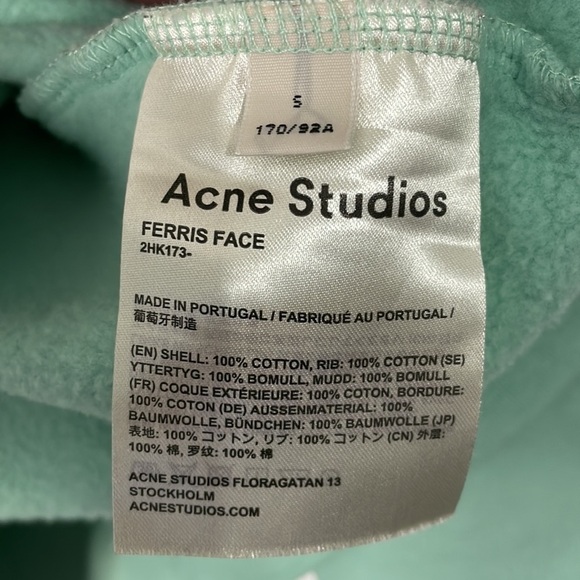 S
170/92A
Acne Studios
FERRIS FACE
2HK173-
MADE IN PORTUGAL / FABRIQUÉ AU PORTUGAL /
葡萄牙制造
(EN) SHELL: 100% COTTON, RIB: 100% COTTON (SE)
YTTERTYG: 100% BOMULL, MUDD: 100% BOMULL
(FR) COQUE EXTÉRIEURE: 100% COTON, BORDURE:
100% COTON (DE) AUSSENMATERIAL: 100%
BAUMWOLLE, BÜNDCHEN: 100% BAUMWOLLE (JP)
表地: 100% コットン, リブ: 100% コットン (CN) 外层:
100% 棉, 罗纹: 100% 棉
ACNE STUDIOS FLORAGATAN 13
STOCKHOLM
ACNESTUDIOS.COM